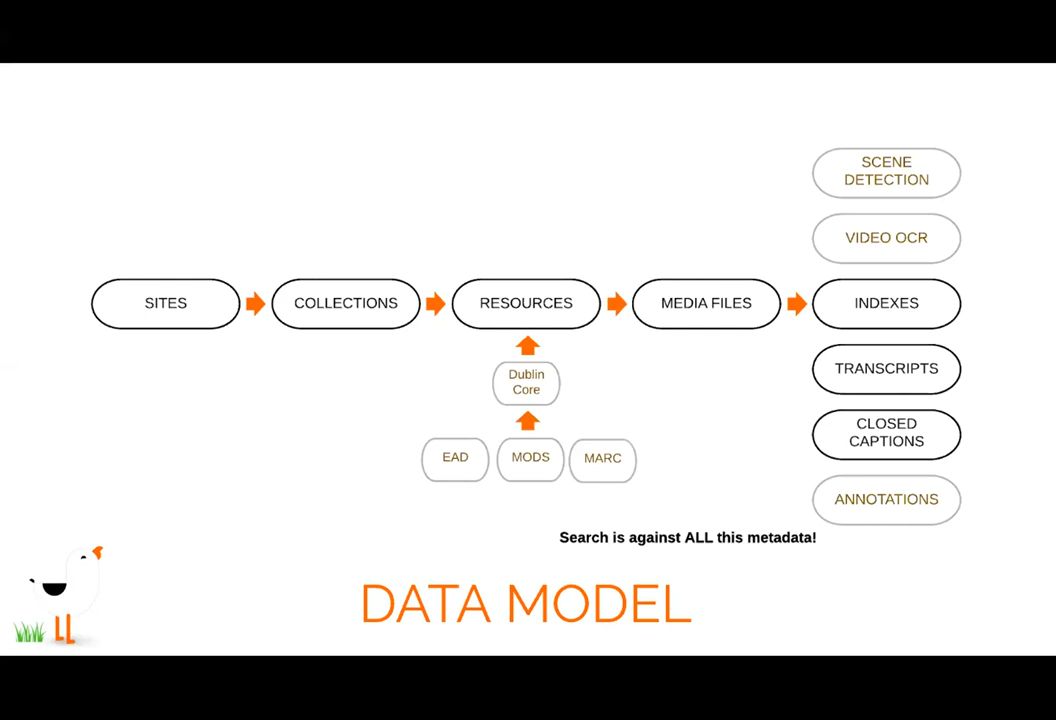 SCENE
DETECTION
VIDEO OCR
SITES
COLLECTIONS
RESOURCES
MEDIA FILES
INDEXES
Dublin
Core
TRANSCRIPTS
CLOSED
CAPTIONS
EAD
MODS
MARC
ANNOTATIONS
Search is against ALL this metadata!
DATA MODEL